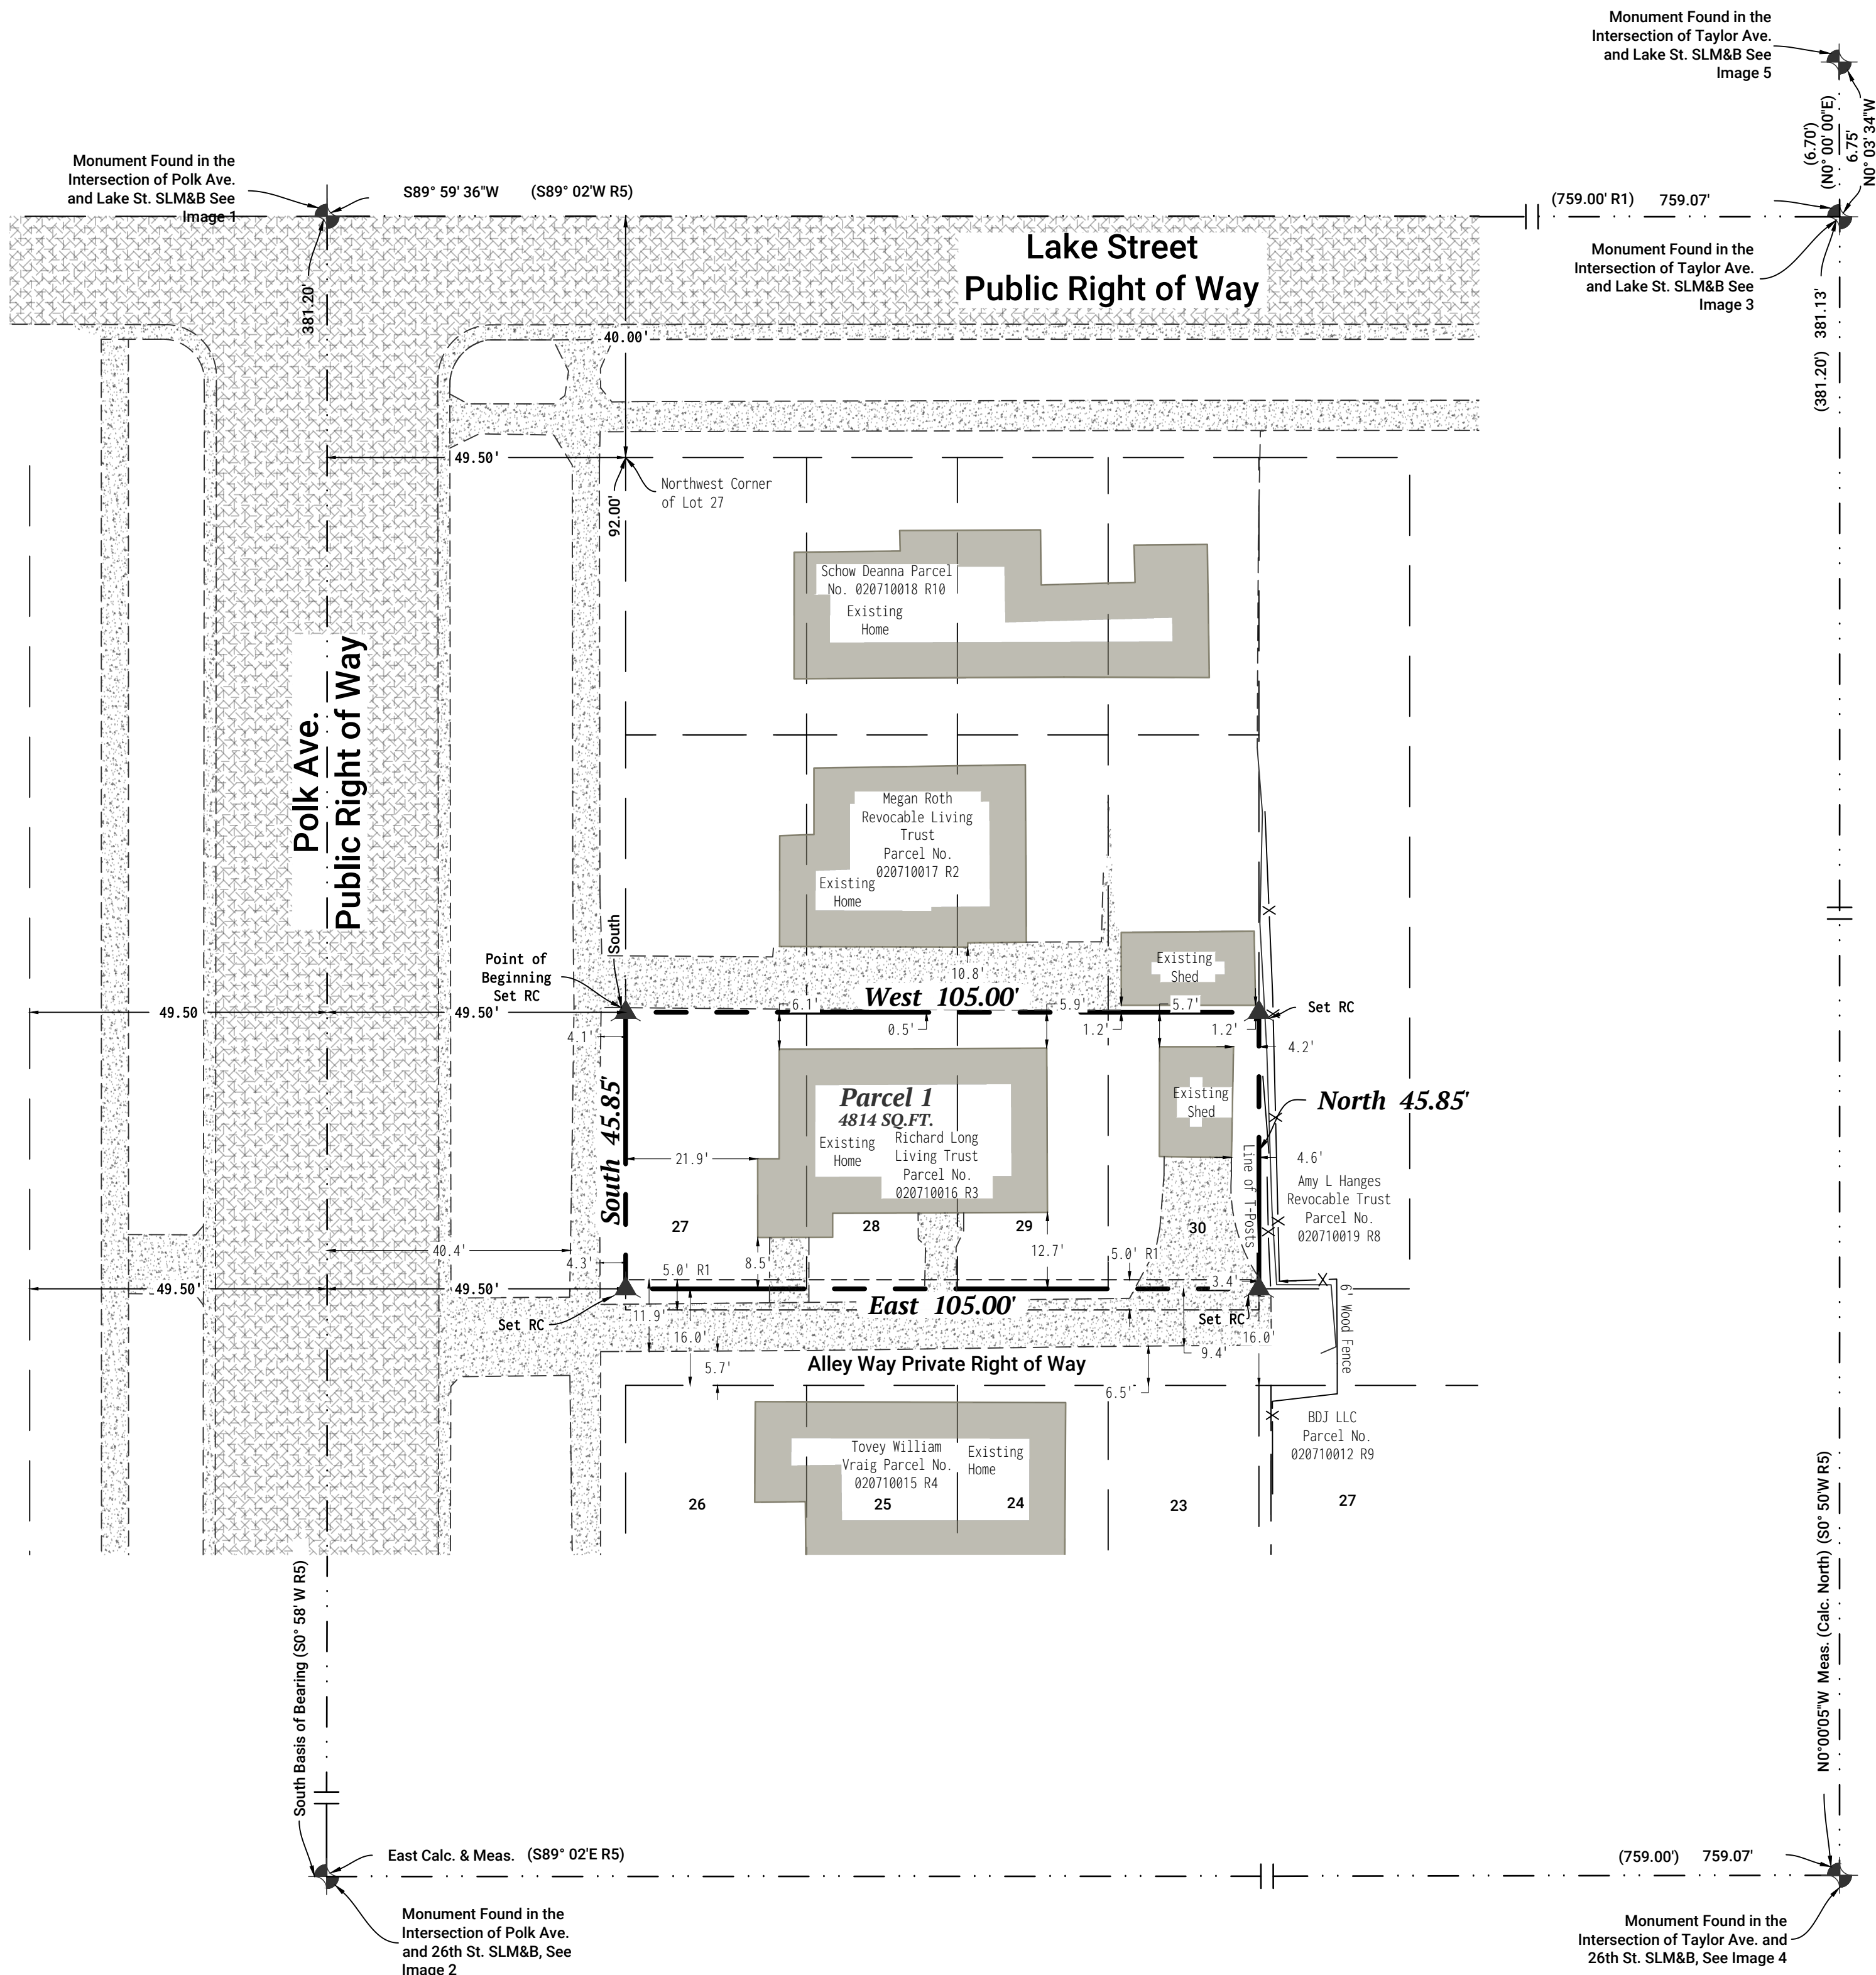 Monument Found in the
Intersection of Taylor Ave.
and Lake St. SLM&B See
Image 5
(6.70')
(N0° 00' 00"E)
6.75'
N0° 03' 34"W
Monument Found in the
Intersection of Polk Ave.
and Lake St. SLM&B See
Image 1
S89° 59' 36"W (S89° 02'W R5)
(759.00' R1) 759.07'
Monument Found in the
Intersection of Taylor Ave.
and Lake St. SLM&B See
Image 3
Lake Street
Public Right of Way
381.20'
(381.20') 381.13'
40.00'
49.50'
92.00'
Northwest Corner
of Lot 27
Schow Deanna Parcel
No. 020710018 R10
Existing
Home
Polk Ave.
Public Right of Way
Megan Roth
Revocable Living
Trust
Parcel No.
020710017 R2
Existing
Home
South
Point of
Beginning
Set RC
10.8'
Existing
Shed
West 105.00'
6.1'
5.9'
5.7'
Set RC
49.50
49.50'
0.5'
1.2'
1.2'
4.1'
4.2'
South 45.85'
Parcel 1
4814 SQ.FT.
Existing
Home
Richard Long
Living Trust
Parcel No.
020710016 R3
Existing
Shed
North 45.85'
21.9'
Line of T-Posts
4.6'
Amy L Hanges
Revocable Trust
Parcel No.
020710019 R8
27
28
29
30
40.4'
4.3'
8.5'
12.7'
5.0' R1
5.0' R1
3.4'
49.50'
49.50'
East 105.00'
Set RC
Set RC
11.9'
16.0'
16.0'
5.7'
9.4'
6.5'
6' Wood Fence
Alley Way Private Right of Way
BDJ LLC
Parcel No.
020710012 R9
Tovey William
Vraig Parcel No.
020710015 R4
Existing
Home
26
25
24
23
27
South Basis of Bearing (S0° 58' W R5)
N0°00'05"W Meas. (Calc. North) (S0° 50'W R5)
East Calc. & Meas. (S89° 02'E R5)
(759.00') 759.07'
Monument Found in the
Intersection of Polk Ave.
and 26th St. SLM&B, See
Image 2
Monument Found in the
Intersection of Taylor Ave. and
26th St. SLM&B, See Image 4